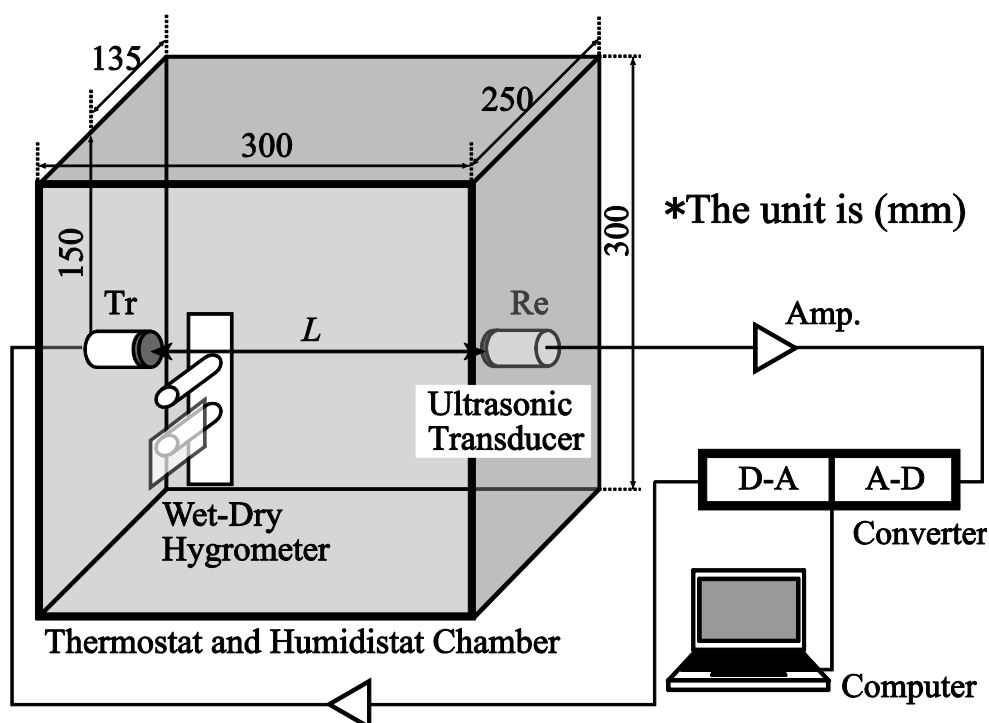 135
250
300
*The unit is (mm)
150
300
Tr
L
Re
Amp.
Ultrasonic
Transducer
D-A
A-D
Wet-Dry
Hygrometer
Converter
Thermostat and Humidistat Chamber
Computer